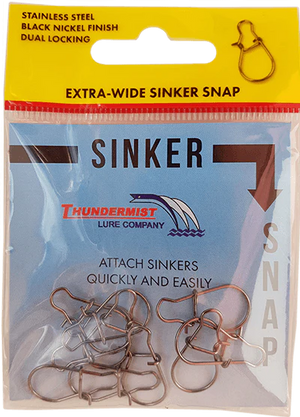 STAINLESS STEEL
BLACK NICKEL FINISH
DUAL LOCKING
EXTRA-WIDE SINKER SNAP
SINKER
THUNDERMIST
LURE COMPANY
ATTACH SINKERS
QUICKLY AND EASILY
SNAP